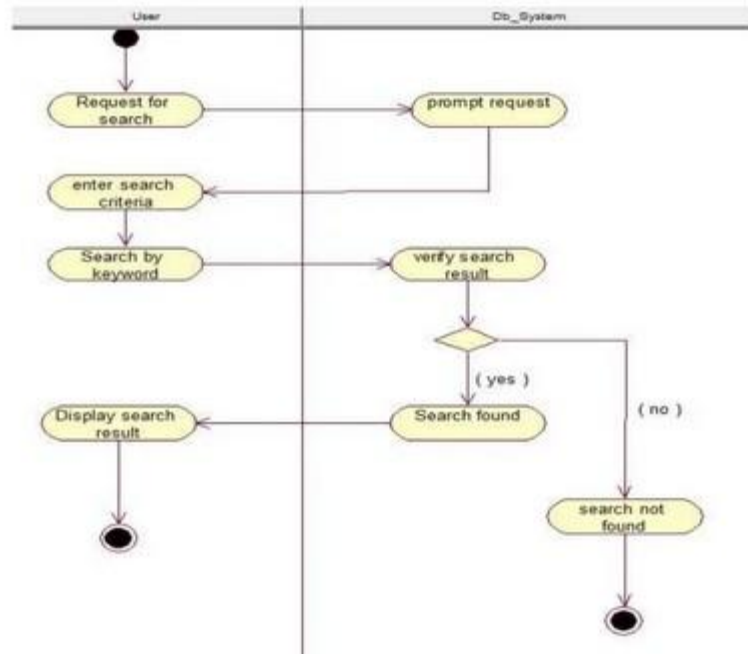 User
Db_System
Request for
search
prompt request
enter search
criteria
Search by
keyword
verify search
result
( yes )
( no )
Display search
result
Search found
search not
found